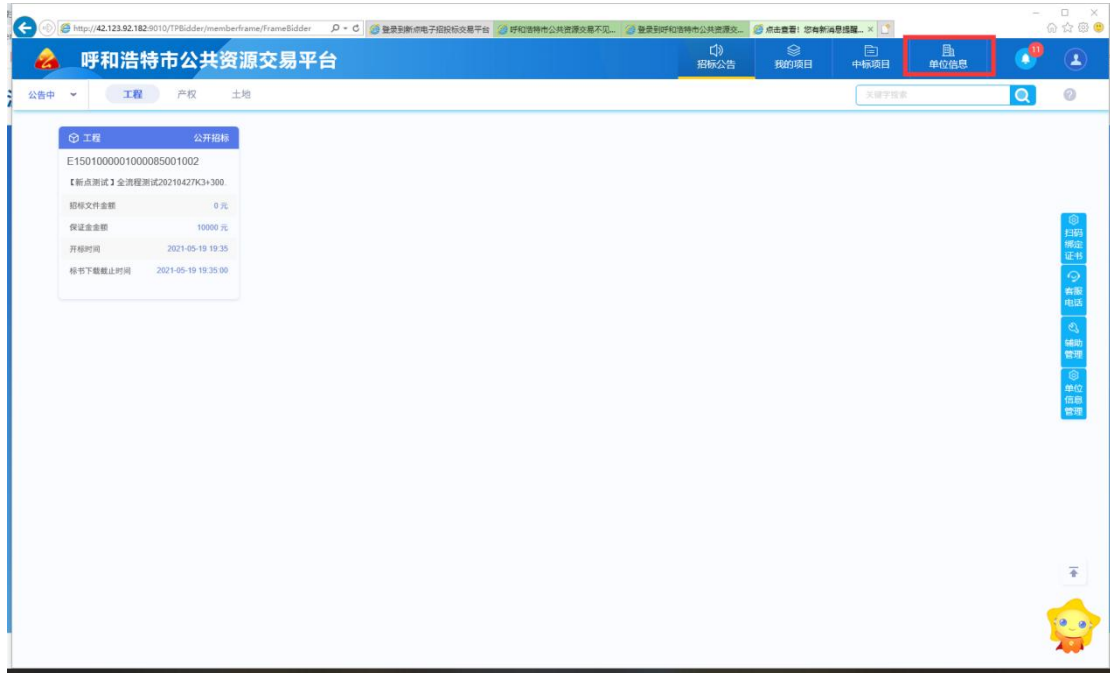 http://42.123.92.182:9010/TPBidder/memberframe/FrameBidder
登录到新点电子招投标交易平台
呼和浩特市公共资源交易不见...
登录到呼和浩特市公共资源交...
点击查看！您有新消息提醒...
呼和浩特市公共资源交易平台
招标公告
我的项目
中标项目
单位信息
11
公告中
工程
产权
土地
关键字搜索
工程
公开招标
E1501000001000085001002
【新点测试】全流程测试20210427K3+300.
招标文件金额
0 元
保证金金额
10000 元
开标时间
2021-05-19 19:35
标书下载截止时间
2021-05-19 19:35:00
扫码
绑定
证书
客服
电话
辅助
管理
单位
信息
管理